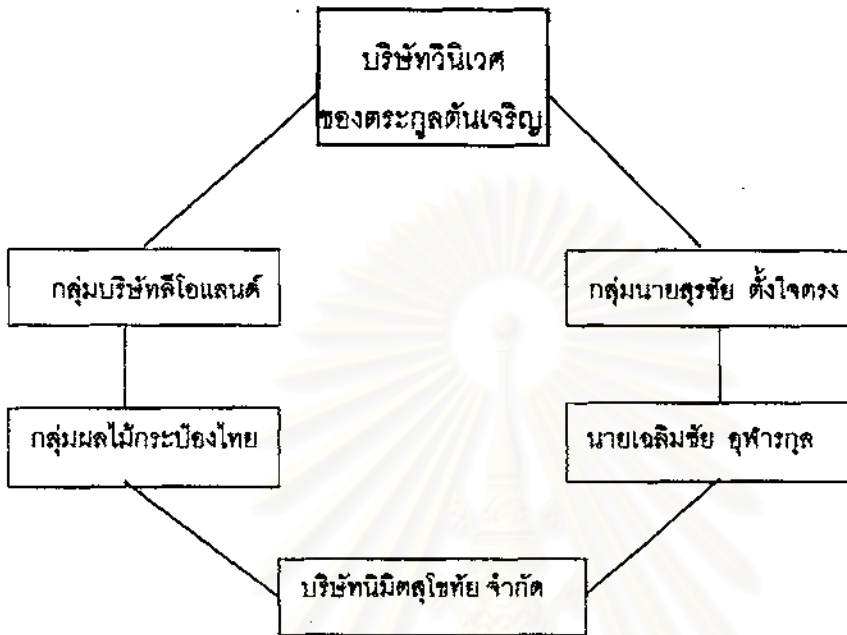 บริษัทวินิเวศ
ของตระกูลตันเจริญ
กลุ่มบริษัทลีโอแลนด์
กลุ่มนายสุรชัย ตั้งใจตรง
กลุ่มผลไม้กระป๋องไทย
นายเฉลิมชัย อุฬารกุล
บริษัทนิมิตสุโขทัย จำกัด